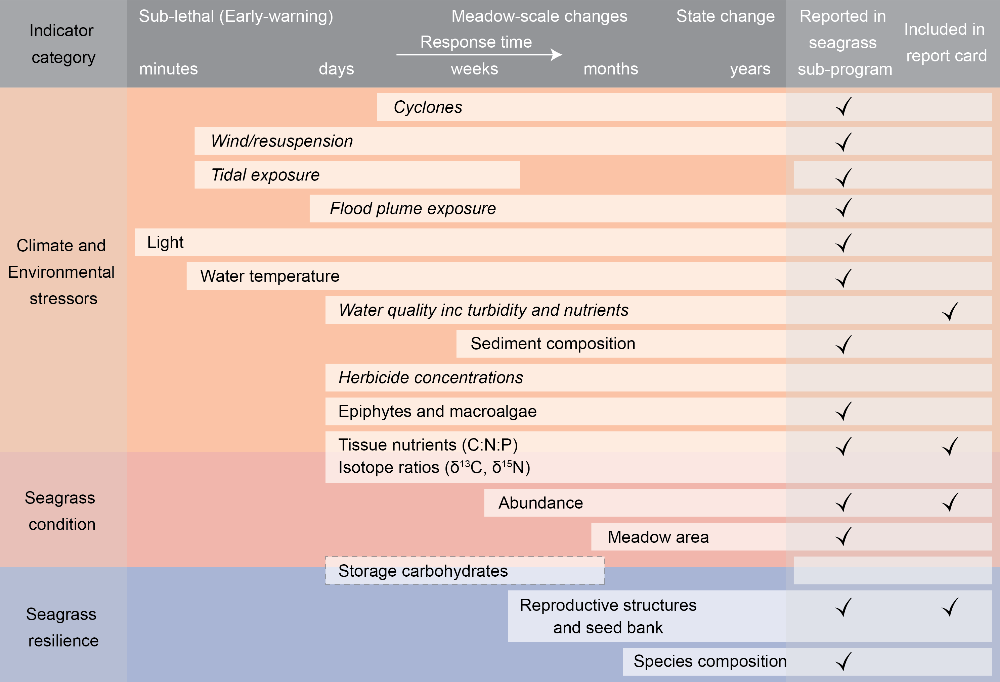 Indicator
category
Sub-lethal (Early-warning)
Meadow-scale changes
State change
Response time
minutes
days
weeks
months
years
Reported in
seagrass
sub-program
Included in
report card
Climate and
Environmental
stressors
Cyclones
✓
Wind/resuspension
✓
Tidal exposure
✓
Flood plume exposure
✓
Light
✓
Water temperature
✓
Water quality inc turbidity and nutrients
✓
Sediment composition
✓
Herbicide concentrations
Epiphytes and macroalgae
✓
Tissue nutrients (C:N:P)
✓ ✓
Isotope ratios (δ¹³C, δ¹⁵N)
Seagrass
condition
Abundance
✓ ✓
Meadow area
✓
Storage carbohydrates
Seagrass
resilience
Reproductive structures
and seed bank
✓ ✓
Species composition
✓